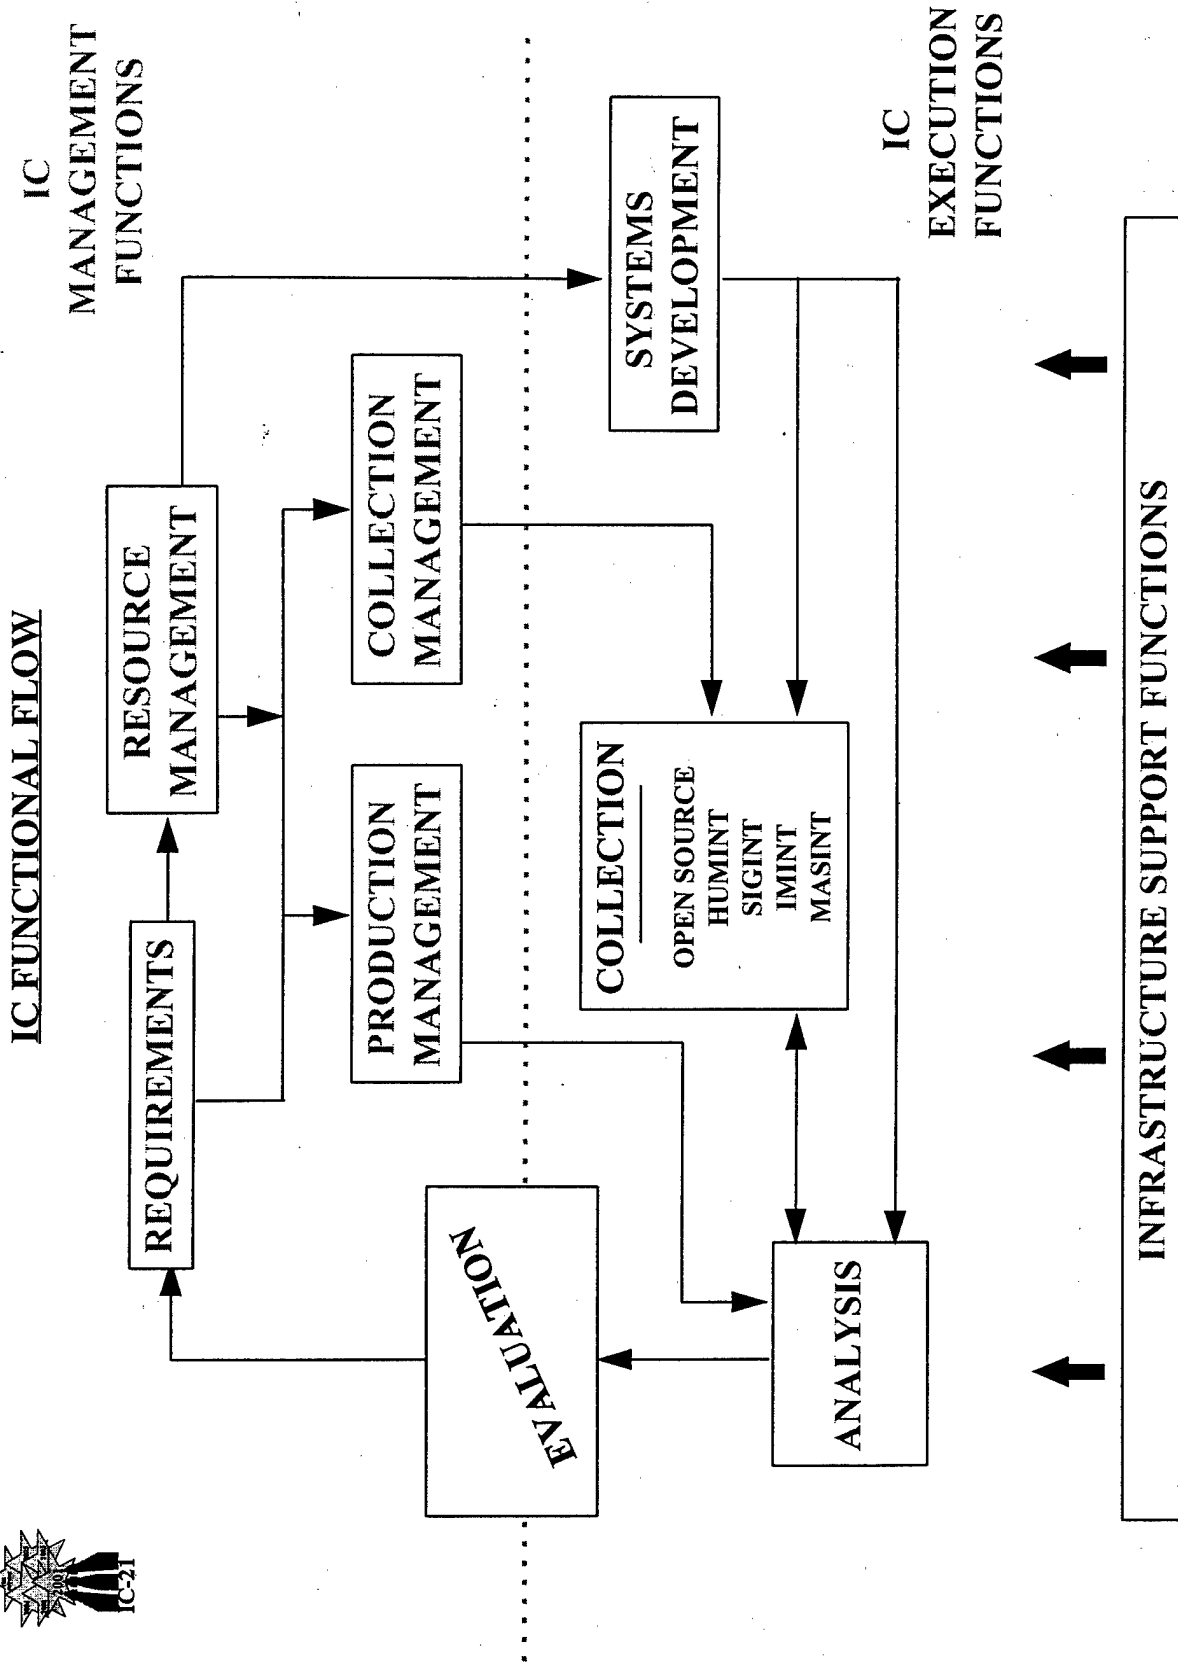 IC FUNCTIONAL FLOW
IC
MANAGEMENT
FUNCTIONS
REQUIREMENTS
RESOURCE
MANAGEMENT
PRODUCTION
MANAGEMENT
COLLECTION
MANAGEMENT
EVALUATION
SYSTEMS
DEVELOPMENT
COLLECTION
OPEN SOURCE
HUMINT
SIGINT
IMINT
MASINT
ANALYSIS
IC
EXECUTION
FUNCTIONS
INFRASTRUCTURE SUPPORT FUNCTIONS
IC-21